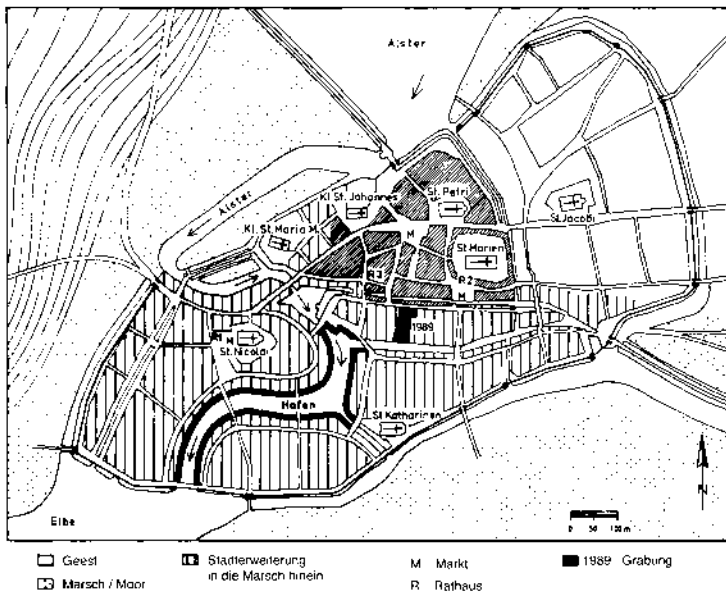 Alster
Alster
Kl. St. Johannes
St. Petri
St. Jacobi
Kl. St. Maria M.
M
St. Marien
R3
R2
M
1989
M
M
St. Nicolai
Hafen
St. Katharinen
N
Elbe
0 50 100 m
Geest
Marsch / Moor
Stadterweiterung
in die Marsch hinein
M Markt
R Rathaus
1989 Grabung